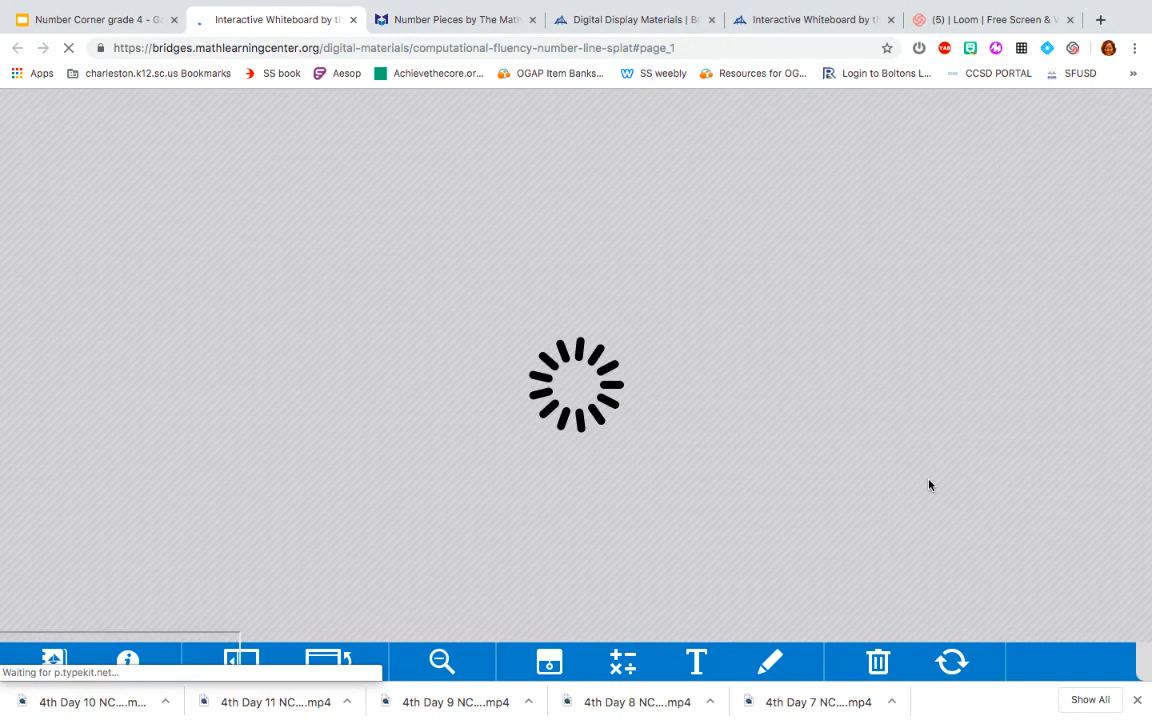 Number Corner grade 4 - Go
Interactive Whiteboard by th
Number Pieces by The Math
Digital Display Materials | Br
Interactive Whiteboard by th
(5) | Loom | Free Screen & V
https://bridges.mathlearningcenter.org/digital-materials/computational-fluency-number-line-splat#page_1
Apps
charleston.k12.sc.us Bookmarks
SS book
Aesop
Achievethecore.or...
OGAP Item Banks...
SS weekly
Resources for OG...
Login to Boltons L...
CCSD PORTAL
SFUSD
»
Waiting for p.typekit.net...
4th Day 10 NC....m...
4th Day 11 NC....mp4
4th Day 9 NC....mp4
4th Day 8 NC....mp4
4th Day 7 NC....mp4
Show All